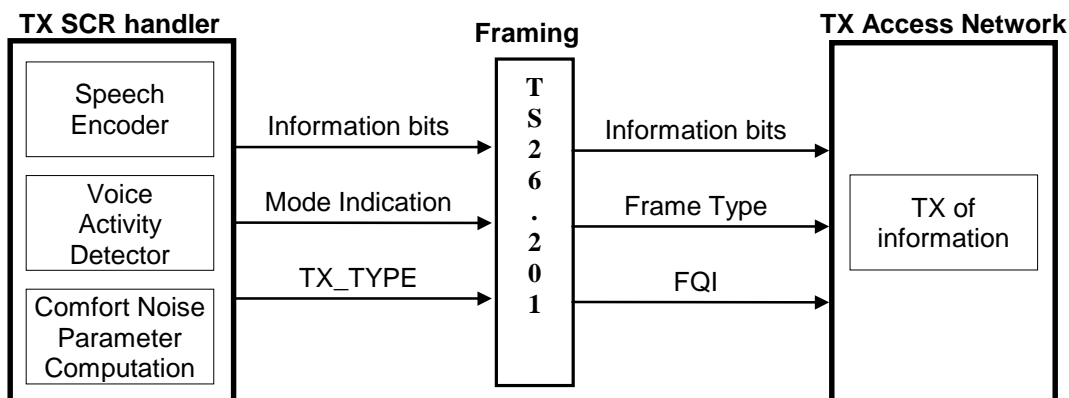 TX SCR handler
Framing
TX Access Network
Speech
Encoder
Voice
Activity
Detector
Comfort Noise
Parameter
Computation
Information bits
Mode Indication
TX_TYPE
T
S
2
6
.
2
0
1
Information bits
Frame Type
FQI
TX of
information